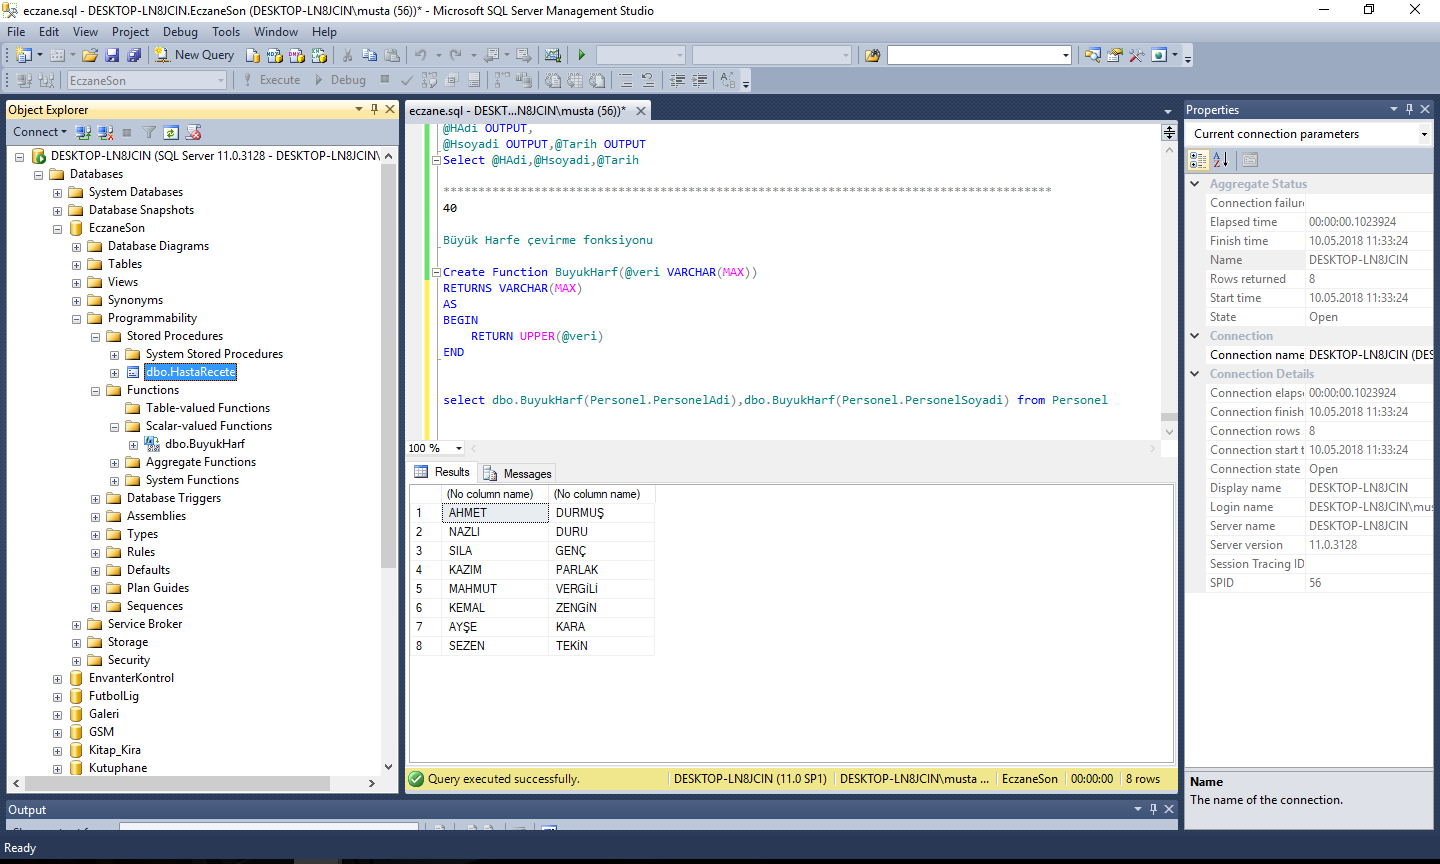 eczane.sql - DESKTOP-LN8JCIN.EczaneSon (DESKTOP-LN8JCIN\musta (56))* - Microsoft SQL Server Management Studio
File Edit View Project Debug Tools Window Help
New Query
EczaneSon Execute Debug
Object Explorer
Connect
DESKTOP-LN8JCIN (SQL Server 11.0.3128 - DESKTOP-LN8JCIN\
Databases
System Databases
Database Snapshots
EczaneSon
Database Diagrams
Tables
Views
Synonyms
Programmability
Stored Procedures
System Stored Procedures
dbo.HastaRecete
Functions
Table-valued Functions
Scalar-valued Functions
dbo.BuyukHarf
Aggregate Functions
System Functions
Database Triggers
Assemblies
Types
Rules
Defaults
Plan Guides
Sequences
Service Broker
Storage
Security
EnvanterKontrol
FutbolLig
Galeri
GSM
Kitap_Kira
Kutuphane
eczane.sql - DESKT...N8JCIN\musta (56))*
@HAdi OUTPUT,
@Hsoyadi OUTPUT,@Tarih OUTPUT
Select @HAdi,@Hsoyadi,@Tarih
***************************************************************************************
40
Büyük Harfe çevirme fonksiyonu
Create Function BuyukHarf(@veri VARCHAR(MAX))
RETURNS VARCHAR(MAX)
AS
BEGIN
RETURN UPPER(@veri)
END
select dbo.BuyukHarf(Personel.PersonelAdi),dbo.BuyukHarf(Personel.PersonelSoyadi) from Personel
100 %
Results Messages
(No column name) (No column name)
1 AHMET DURMUŞ
2 NAZLI DURU
3 SILA GENÇ
4 KAZIM PARLAK
5 MAHMUT VERGİLİ
6 KEMAL ZENGİN
7 AYŞE KARA
8 SEZEN TEKİN
Query executed successfully. DESKTOP-LN8JCIN (11.0 SP1) DESKTOP-LN8JCIN\musta ... EczaneSon 00:00:00 8 rows
Properties
Current connection parameters
Aggregate Status
Connection failure
Elapsed time 00:00:00.1023924
Finish time 10.05.2018 11:33:24
Name DESKTOP-LN8JCIN
Rows returned 8
Start time 10.05.2018 11:33:24
State Open
Connection
Connection name DESKTOP-LN8JCIN (DES
Connection Details
Connection elaps 00:00:00.1023924
Connection finish 10.05.2018 11:33:24
Connection rows 8
Connection start t 10.05.2018 11:33:24
Connection state Open
Display name DESKTOP-LN8JCIN
Login name DESKTOP-LN8JCIN\mus
Server name DESKTOP-LN8JCIN
Server version 11.0.3128
Session Tracing ID
SPID 56
Name
The name of the connection.
Output
Ready